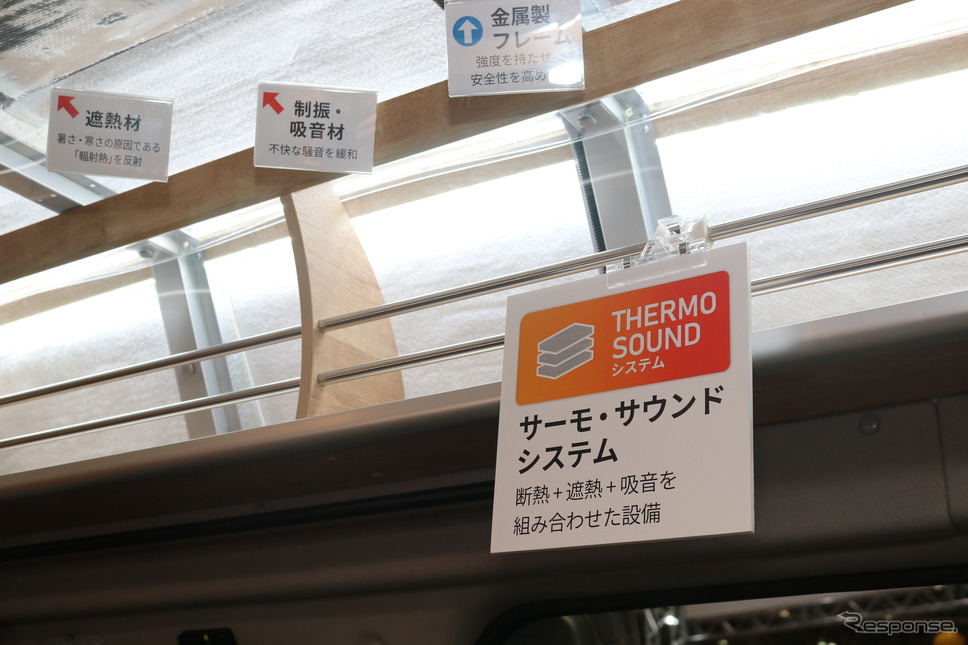 金属製
フレーム
強度を持たせ
安全性を高め
遮熱材
暑さ・寒さの原因である
「輻射熱」を反射
制振・
吸音材
不快な騒音を緩和
THERMO
SOUND
システム
サーモ・サウンド
システム
断熱+遮熱+吸音を
組み合わせた設備
Response.